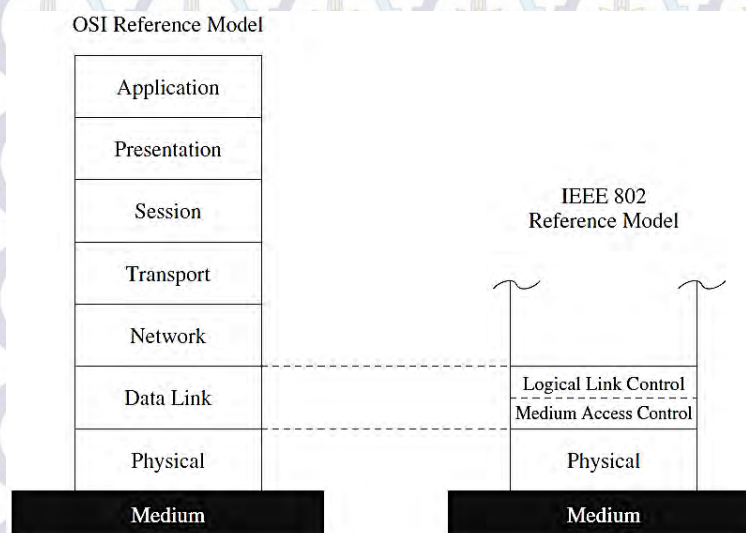 OSI Reference Model
Application
Presentation
Session
Transport
Network
Data Link
Physical
Medium
IEEE 802
Reference Model
Logical Link Control
Medium Access Control
Physical
Medium